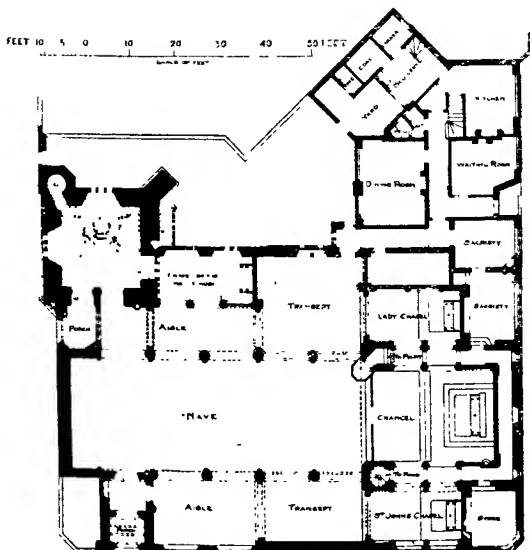 FEET 10 5 0 10 20 30 40 50 FEET
SCALE OF FEET
COAL
SCULLERY
YARD
KITCHEN
DINING ROOM
WAITING ROOM
SACRISTY
SACRISTY
TRANSEPT
PORCH
AISLE
LADY CHAPEL
NAVE
CHANCEL
AISLE
TRANSEPT
ST JOHNS CHAPEL